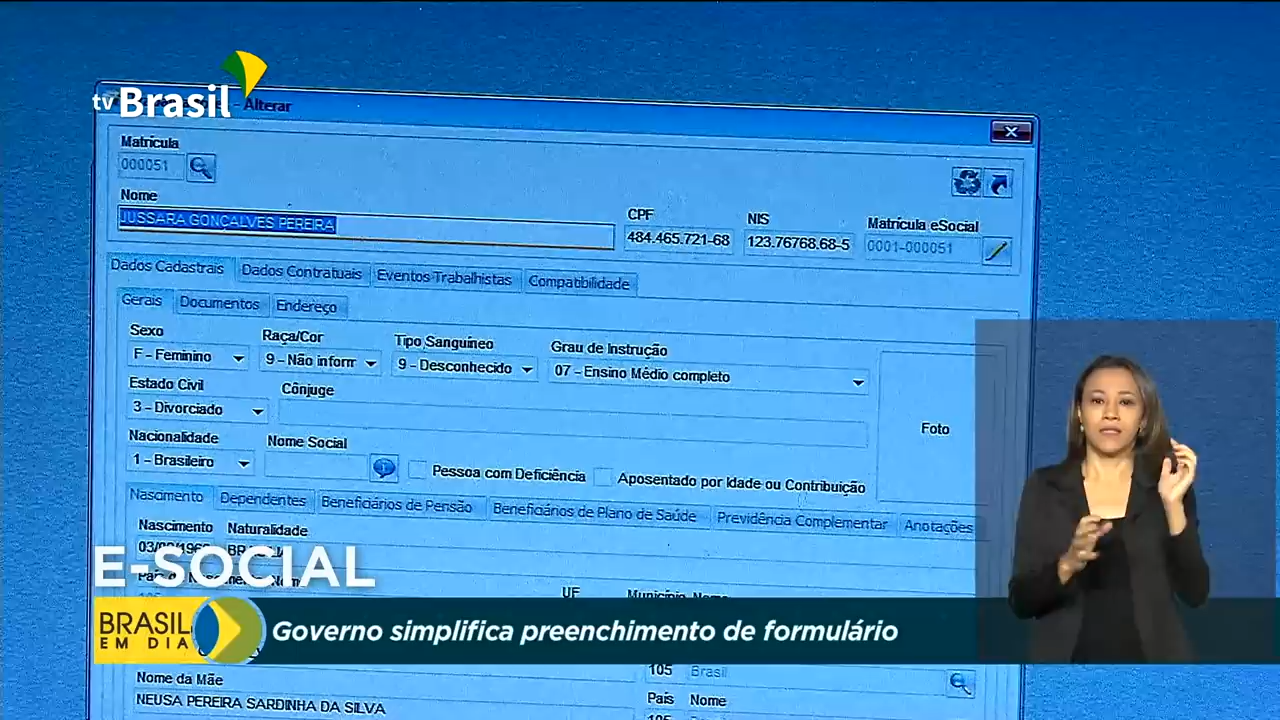 tv Brasil
- Alterar
Matrícula
000051
Nome
JUSSARA GONÇALVES PEREIRA
CPF
484.465.721-68
NIS
123.76768.68-5
Matrícula eSocial
0001-000051
Dados Cadastrais Dados Contratuais Eventos Trabalhistas Compatibilidade
Gerais Documentos Endereço
Sexo Raça/Cor Tipo Sanguíneo Grau de Instrução
F - Feminino 9 - Não inform 9 - Desconhecido 07 - Ensino Médio completo
Estado Civil Cônjuge
3 - Divorciado
Foto
Nacionalidade Nome Social
1 - Brasileiro
Pessoa com Deficiência Aposentado por Idade ou Contribuição
Nascimento Dependentes Beneficiários de Pensão Beneficiários de Plano de Saúde Previdência Complementar Anotações
Nascimento Naturalidade
E-SOCIAL
UF Município Nome
BRASIL
EM DIA
Governo simplifica preenchimento de formulário
105 Brasil
Nome da Mãe
País Nome
NEUSA PEREIRA SARDINHA DA SILVA